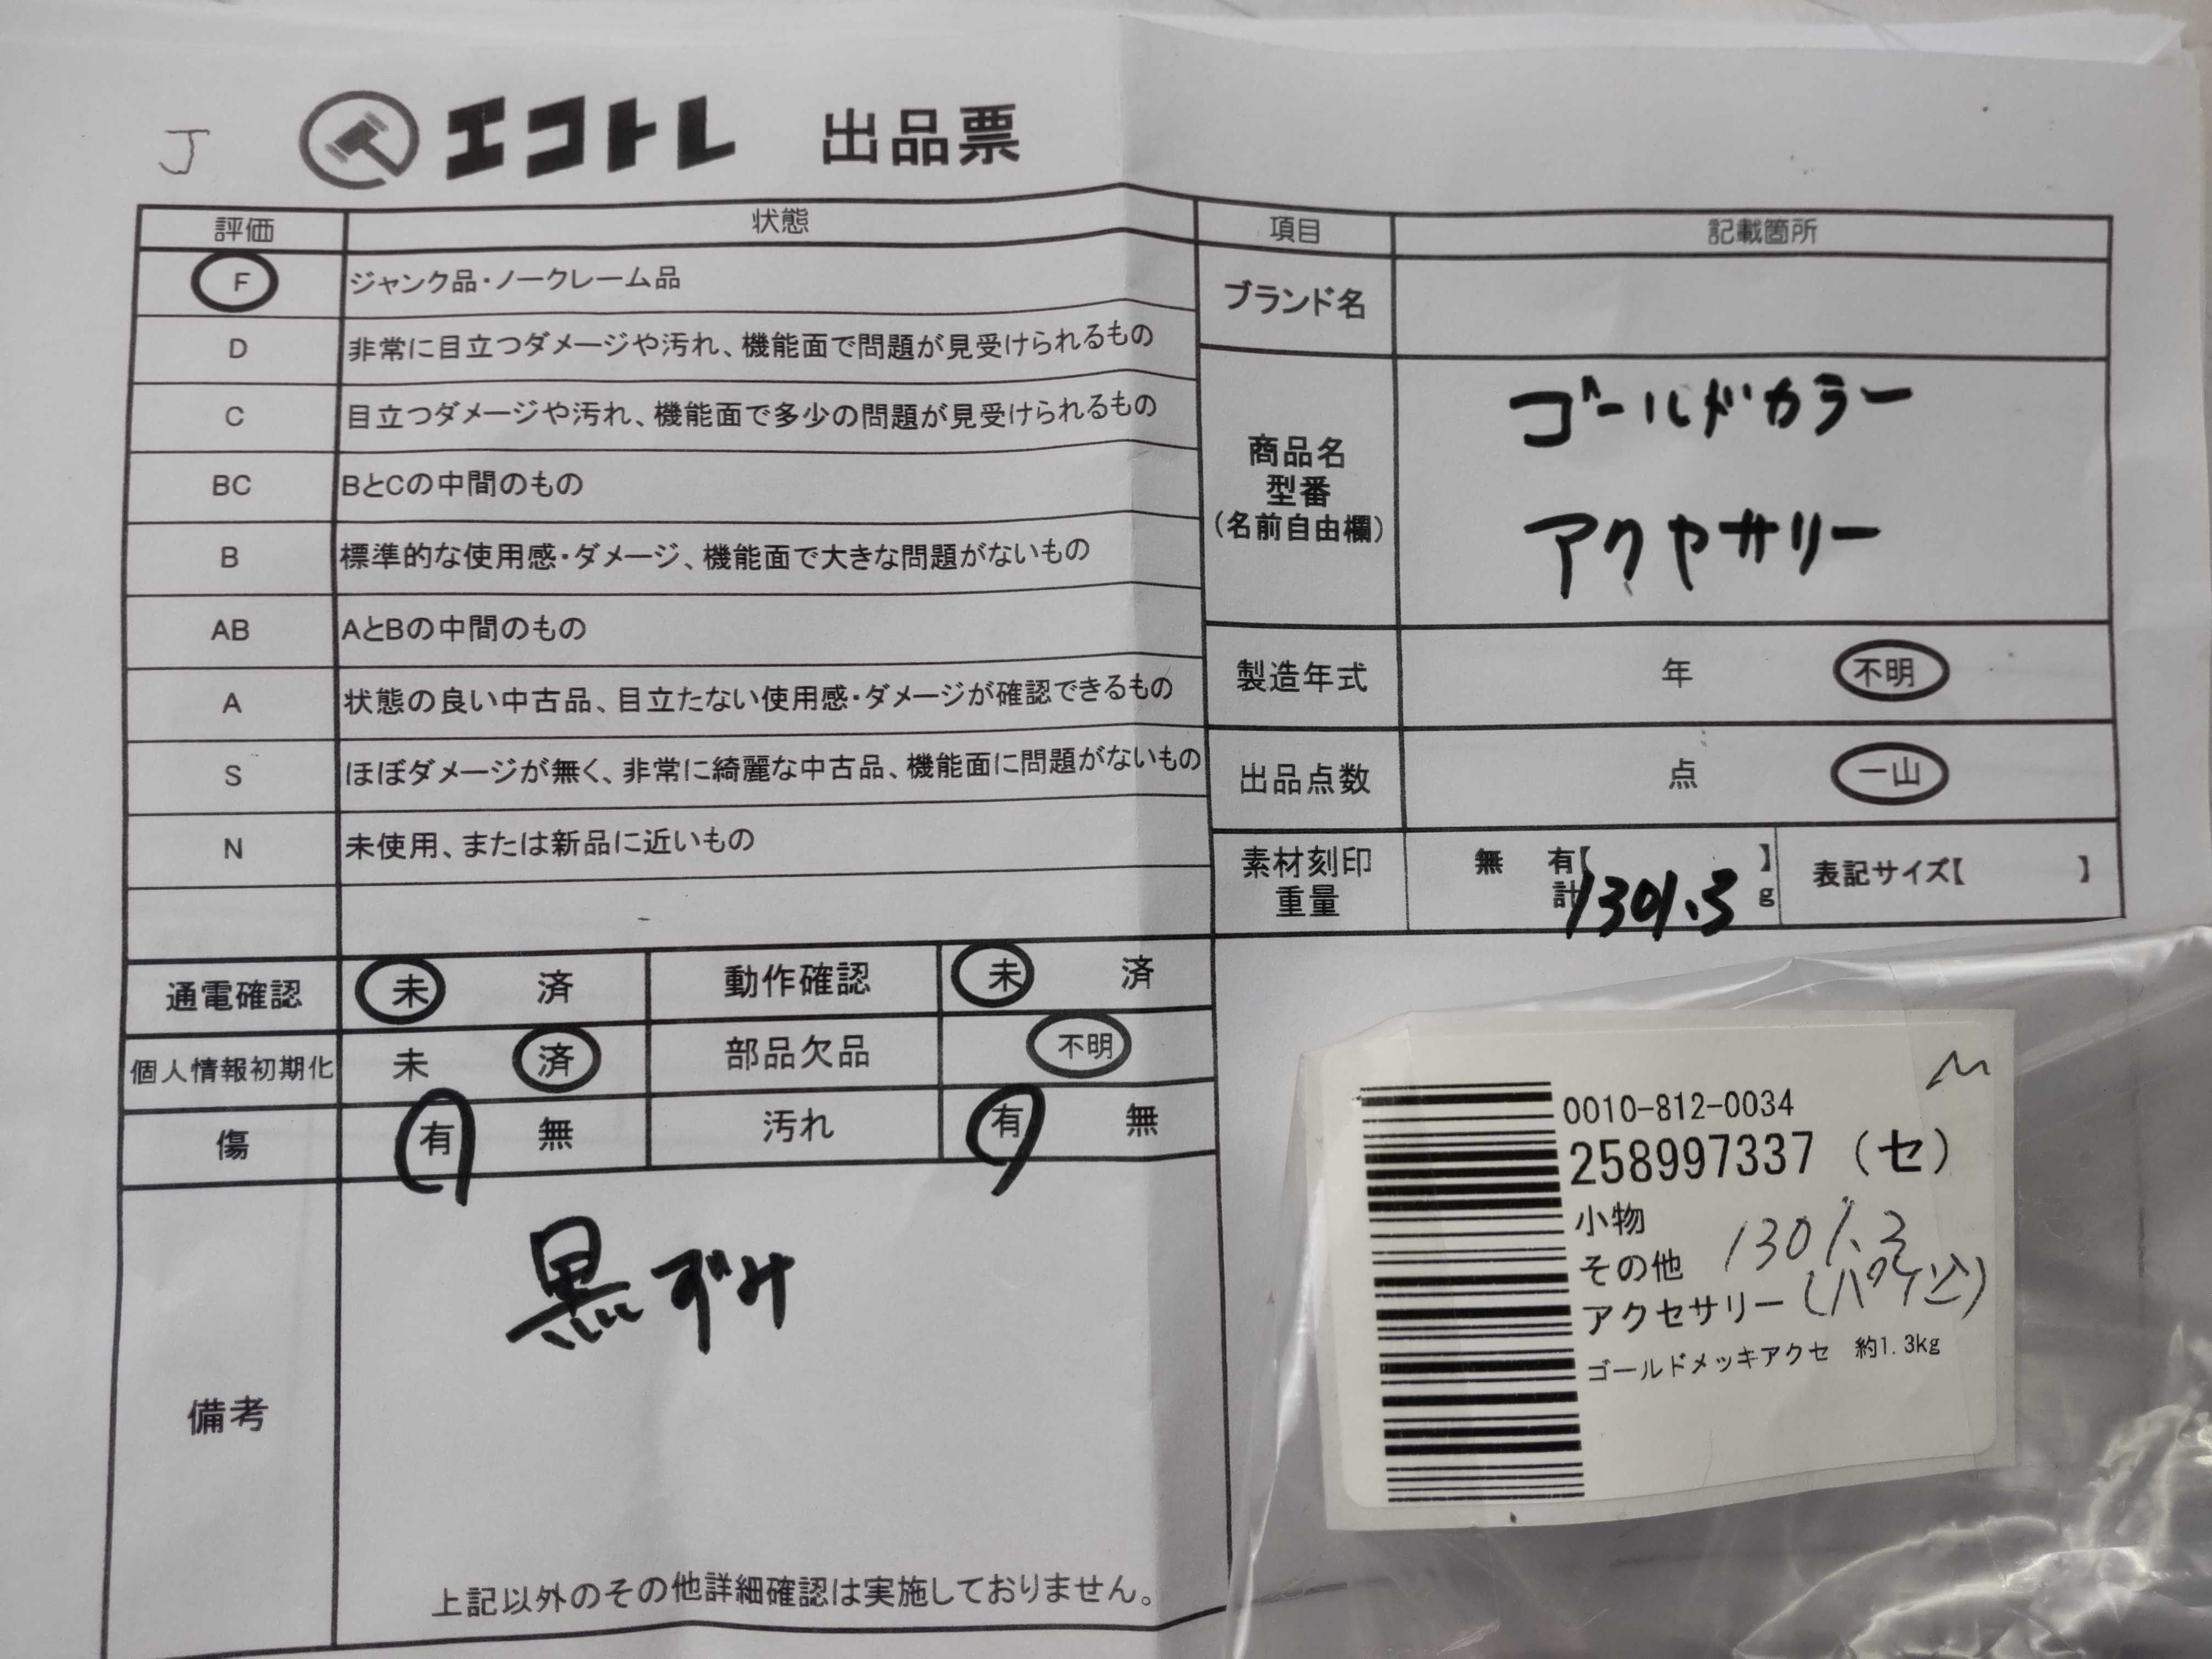 J
エコトレ 出品票
評価 状態 項目 記載箇所
F ジャンク品・ノークレーム品
D 非常に目立つダメージや汚れ、機能面で問題が見受けられるもの
C 目立つダメージや汚れ、機能面で多少の問題が見受けられるもの
BC BとCの中間のもの
B 標準的な使用感・ダメージ、機能面で大きな問題がないもの
AB AとBの中間のもの
A 状態の良い中古品、目立たない使用感・ダメージが確認できるもの
S ほぼダメージが無く、非常に綺麗な中古品、機能面に問題がないもの
N 未使用、または新品に近いもの
ブランド名
商品名
型番
(名前自由欄)
ゴールドカラー
アクセサリー
製造年式 年 不明
出品点数 点 一山
素材刻印 無 有【 】 表記サイズ【 】
重量 計 1301.3 g
通電確認 未 済 動作確認 未 済
個人情報初期化 未 済 部品欠品 不明
傷 有 無 汚れ 有 無
備考
黒ずみ
上記以外のその他詳細確認は実施しておりません。
0010-812-0034
258997337 (セ)
小物
その他 1301.3
アクセサリー
ゴールドメッキアクセ 約1.3kg